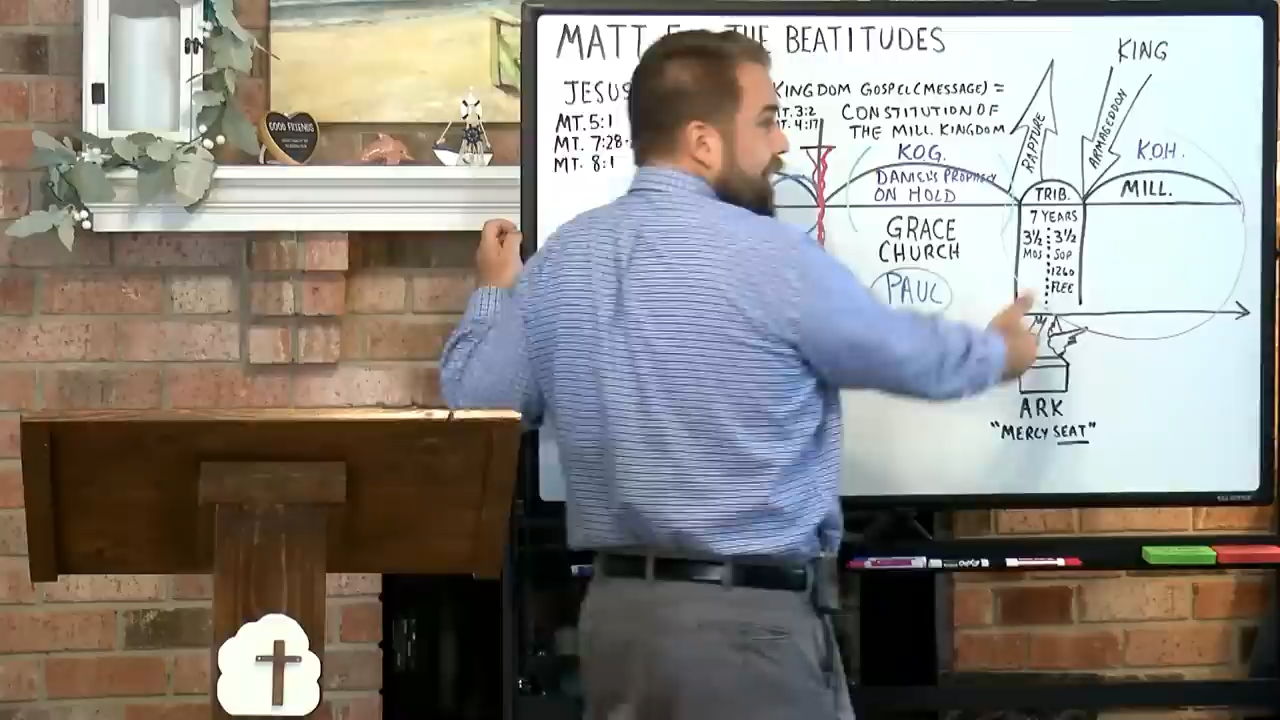 MATT THE BEATITUDES
JESUS
MT. 5:1
MT. 7:28-
MT. 8:1
KINGDOM GOSPEL (MESSAGE) =
MT. 3:2
MT. 4:17
CONSTITUTION OF
THE MILL. KINGDOM
K.O.G.
DANIEL'S PROPHECY
ON HOLD
GRACE
CHURCH
PAUL
RAPTURE
KING
ARMAGEDDON
K.O.H.
TRIB.
MILL.
7 YEARS
3½ 3½
MOS SOP
1260
FLEE
ARK
"MERCY SEAT"
GOOD FRIENDS